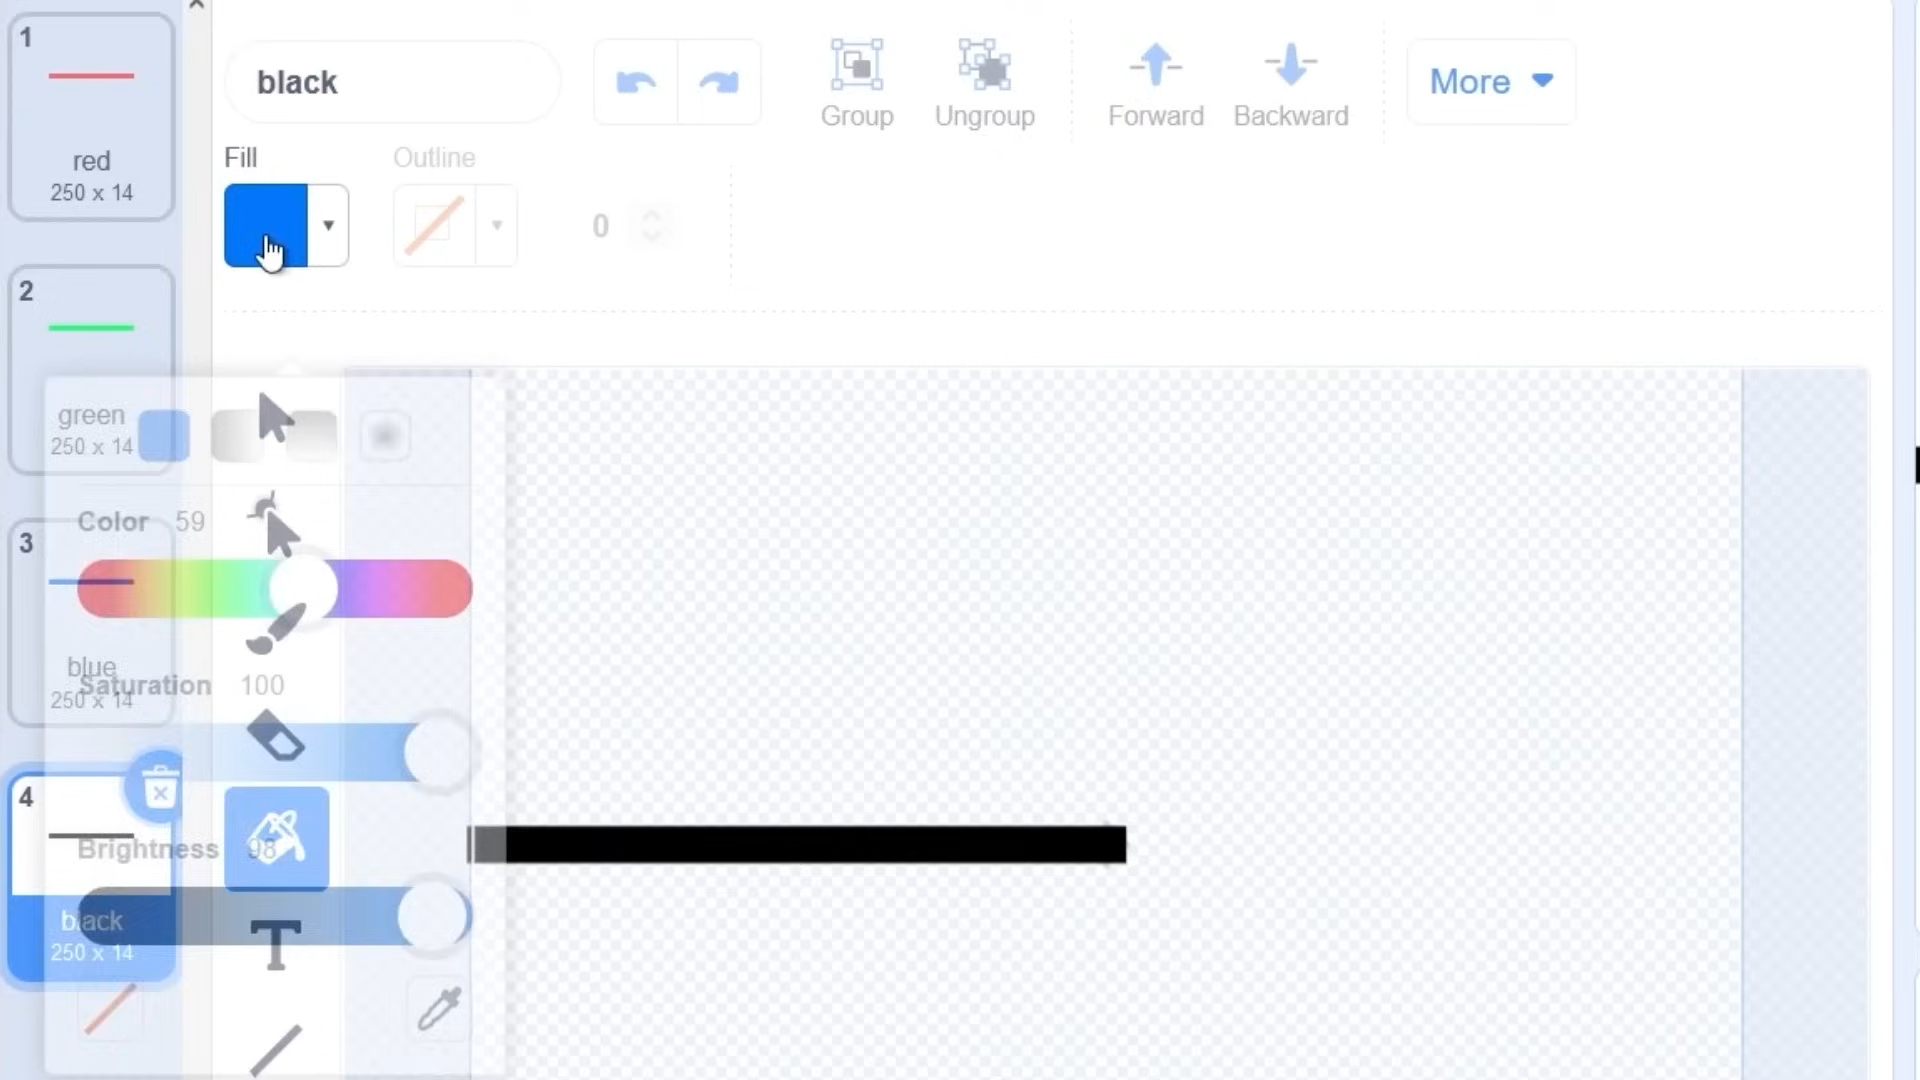 1
red
250 x 14
2
green
250 x 14
3
blue
250 x 14
4
black
250 x 14
black
Group
Ungroup
Forward
Backward
More
Fill
Outline
0
Color 59
Saturation 100
Brightness 98
T